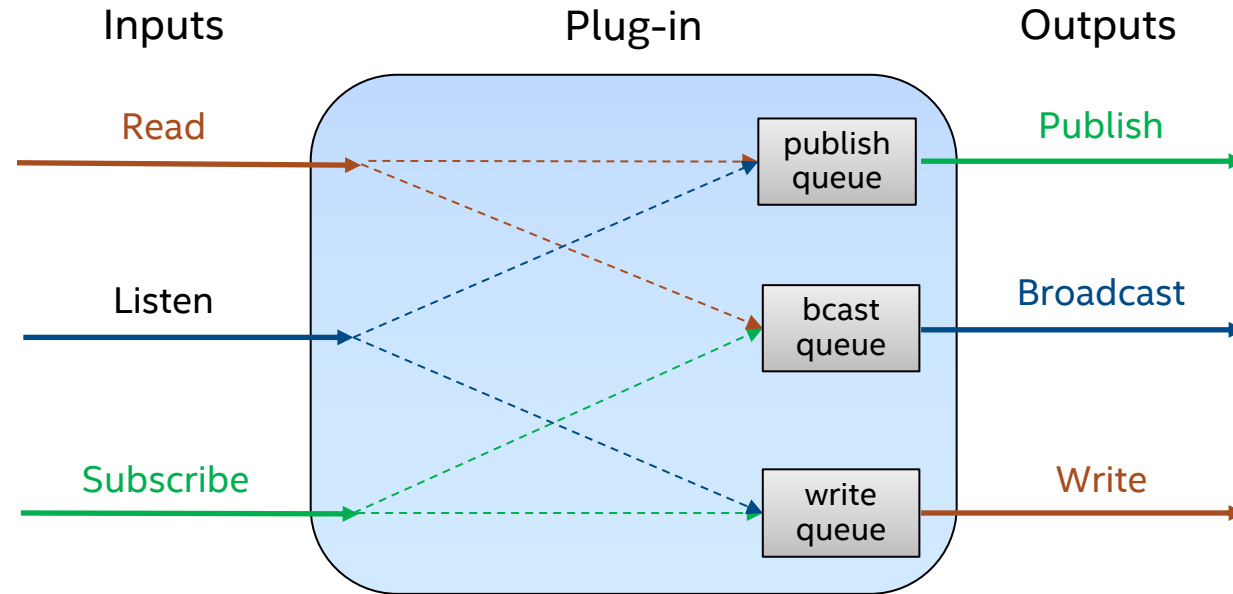 Inputs
Plug-in
Outputs
Read
publish
queue
Publish
Listen
bcast
queue
Broadcast
Subscribe
write
queue
Write